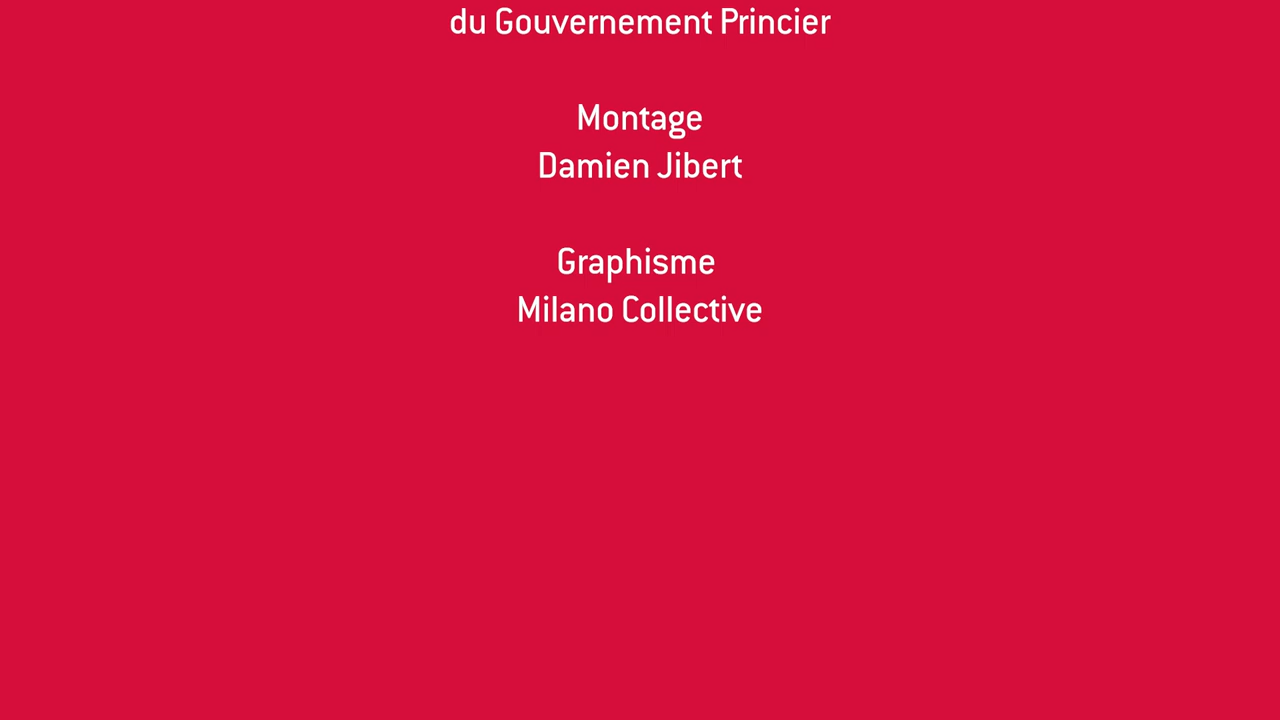 du Gouvernement Princier
Montage
Damien Jibert
Graphisme
Milano Collective